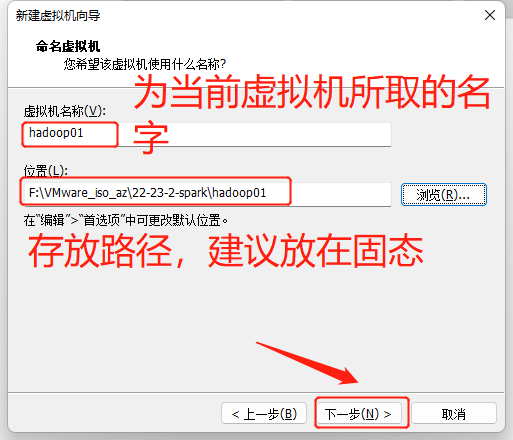 新建虚拟机向导
命名虚拟机
您希望该虚拟机使用什么名称?
为当前虚拟机所取的名
字
虚拟机名称(V):
hadoop01
位置(L):
F:\VMware_iso_az\22-23-2-spark\hadoop01
浏览(R)...
在“编辑”>“首选项”中可更改默认位置。
存放路径，建议放在固态
< 上一步(B)
下一步(N) >
取消